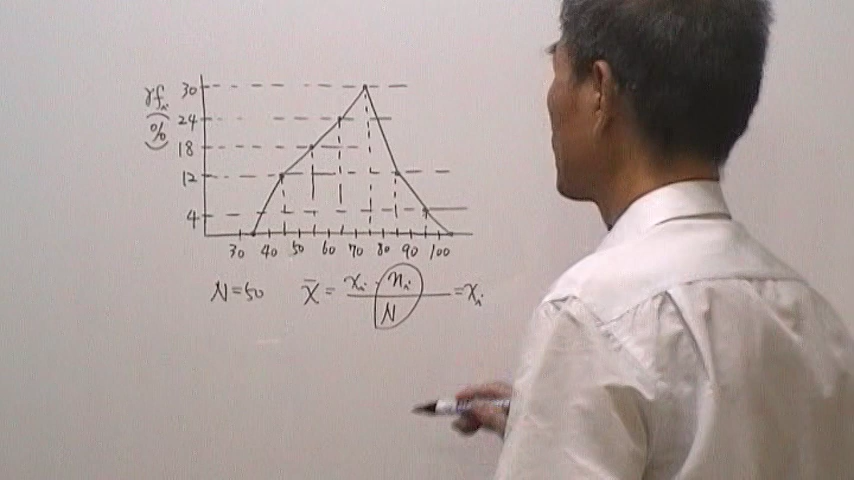 rfᵢ
(%)
30
24
18
12
4
30 40 50 60 70 80 90 100
N=50 x̄ = xᵢ · nᵢ / N = xᵢ